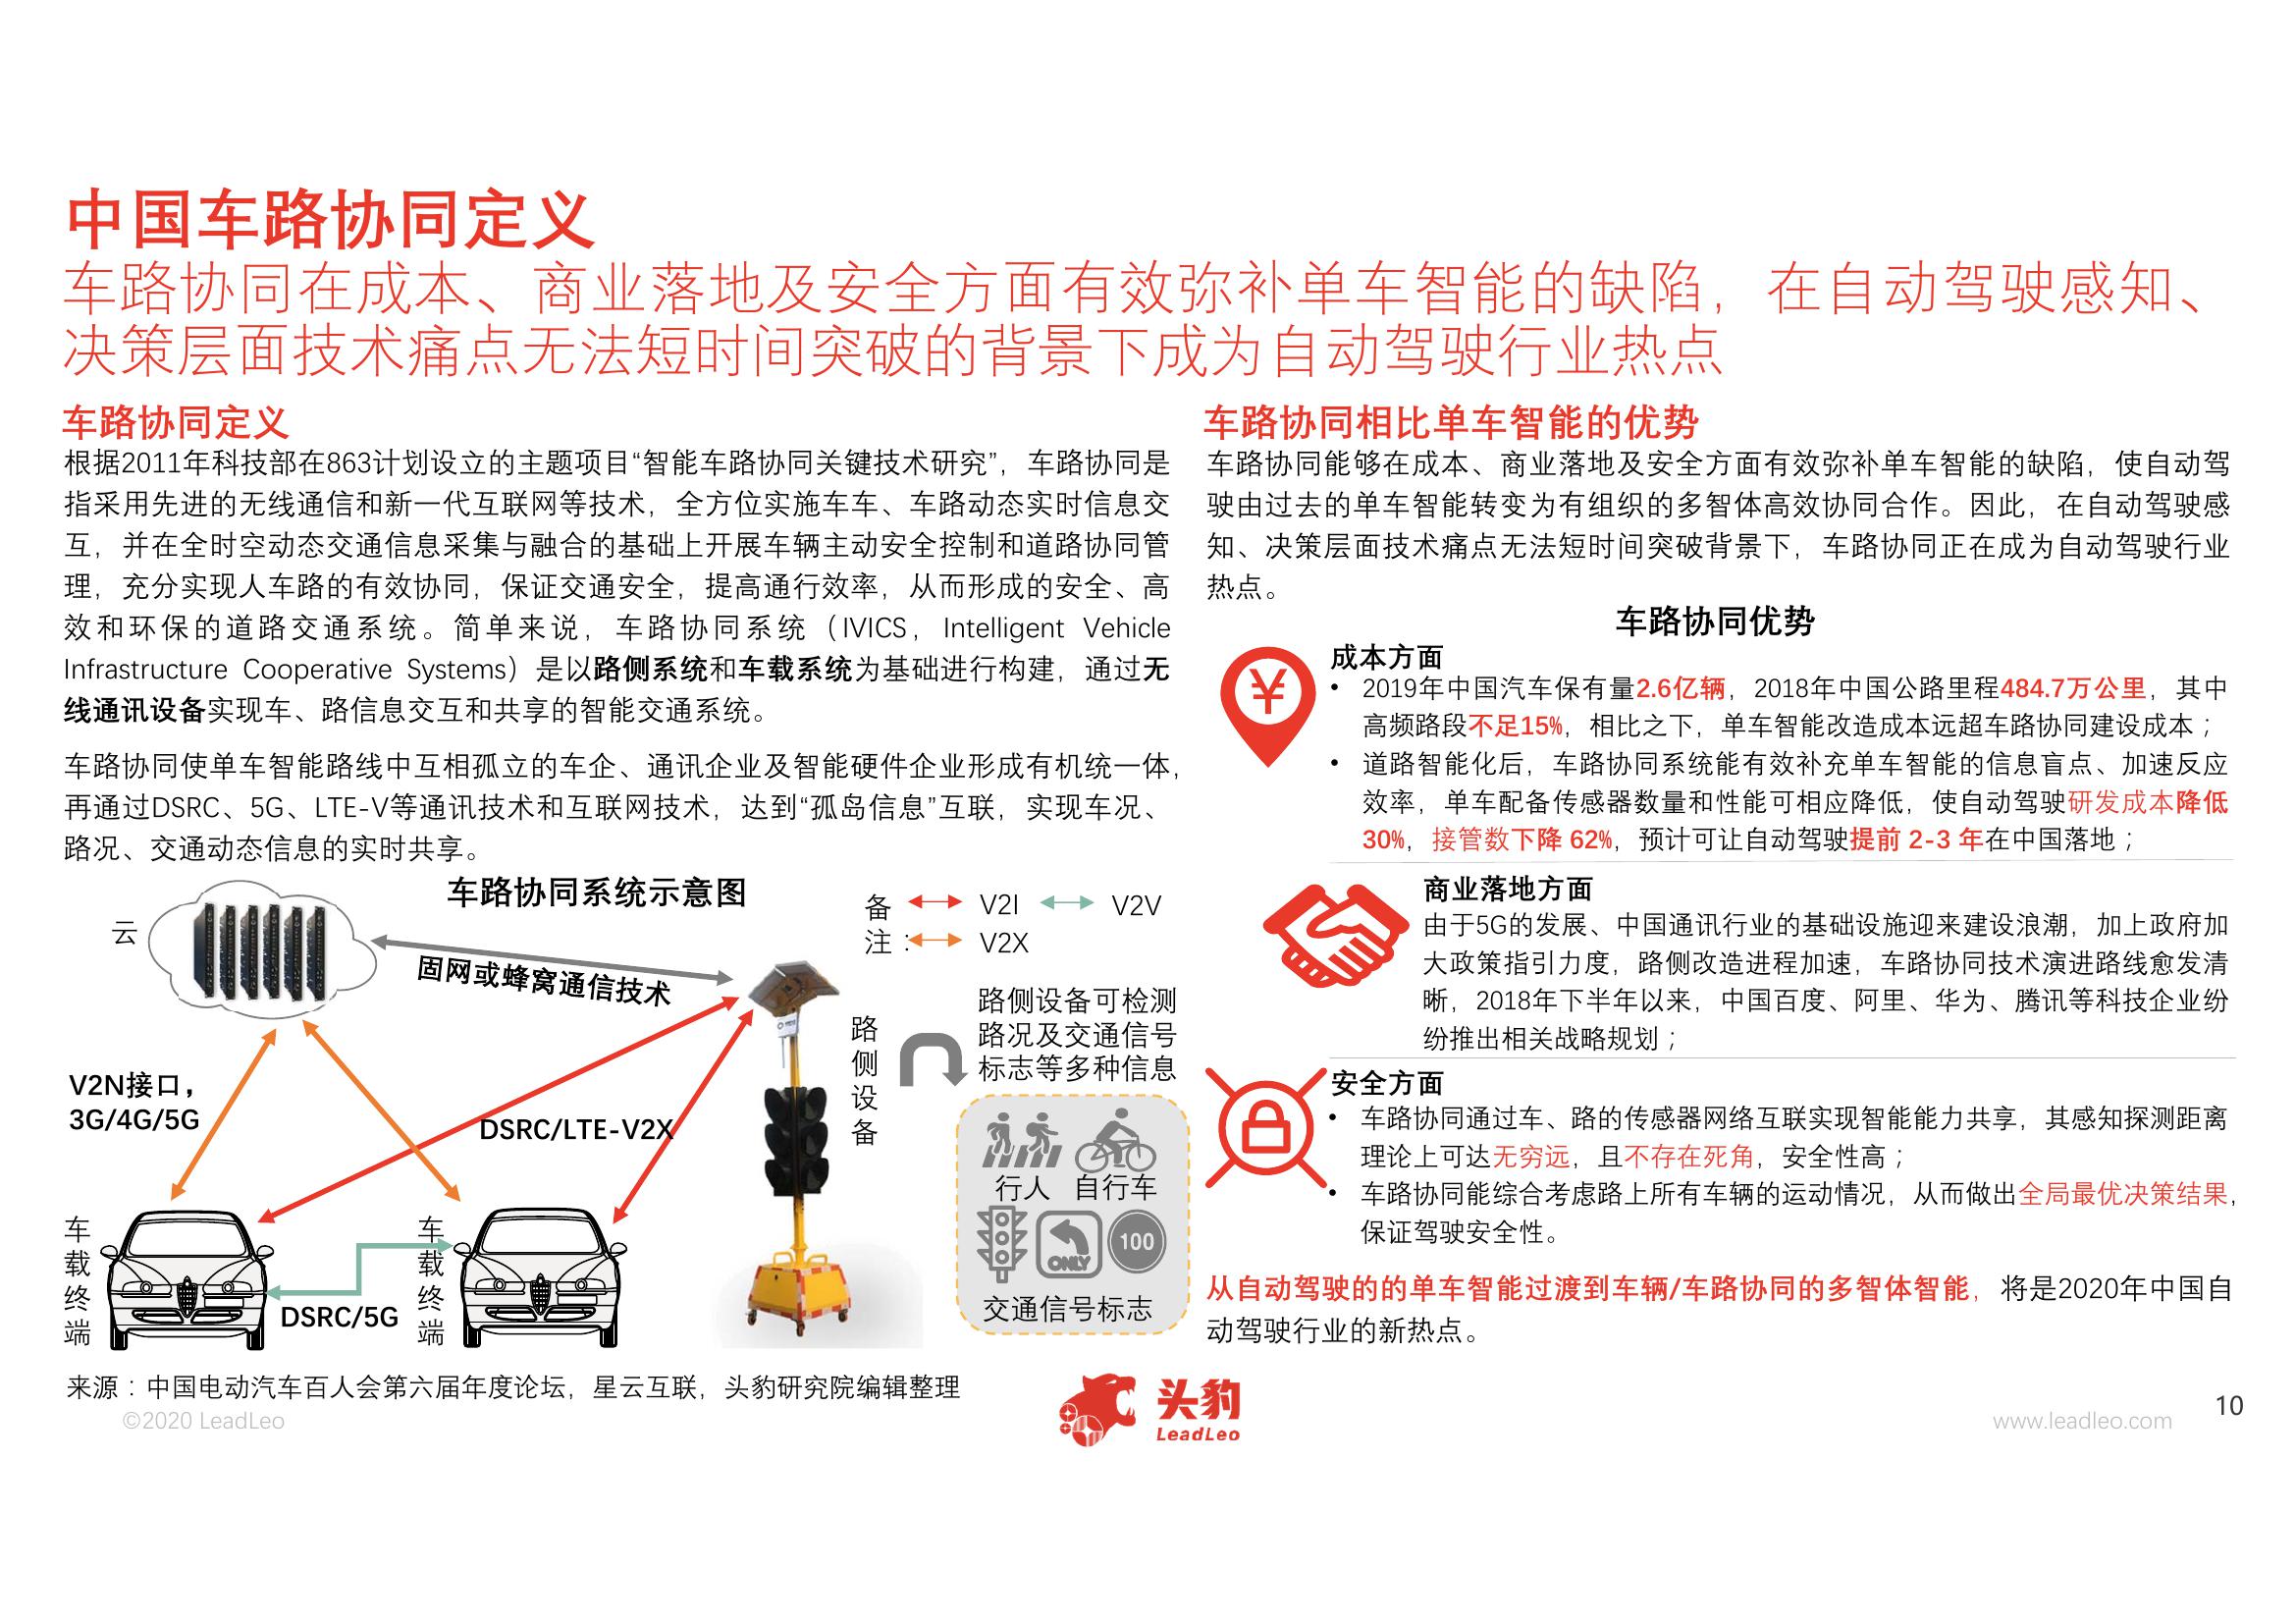 中国车路协同定义
车路协同在成本、商业落地及安全方面有效弥补单车智能的缺陷，在自动驾驶感知、
决策层面技术痛点无法短时间突破的背景下成为自动驾驶行业热点
车路协同定义
根据2011年科技部在863计划设立的主题项目“智能车路协同关键技术研究”，车路协同是
指采用先进的无线通信和新一代互联网等技术，全方位实施车车、车路动态实时信息交
互，并在全时空动态交通信息采集与融合的基础上开展车辆主动安全控制和道路协同管
理，充分实现人车路的有效协同，保证交通安全，提高通行效率，从而形成的安全、高
效和环保的道路交通系统。简单来说，车路协同系统（IVICS，Intelligent Vehicle
Infrastructure Cooperative Systems）是以路侧系统和车载系统为基础进行构建，通过无
线通讯设备实现车、路信息交互和共享的智能交通系统。
车路协同使单车智能路线中互相孤立的车企、通讯企业及智能硬件企业形成有机统一体，
再通过DSRC、5G、LTE-V等通讯技术和互联网技术，达到“孤岛信息”互联，实现车况、
路况、交通动态信息的实时共享。
车路协同系统示意图
备注：
V2I
V2V
V2X
云
固网或蜂窝通信技术
V2N接口，
3G/4G/5G
DSRC/LTE-V2X
路侧设备
路侧设备可检测
路况及交通信号
标志等多种信息
行人
自行车
ONLY
100
交通信号标志
车载终端
DSRC/5G
车载终端
来源：中国电动汽车百人会第六届年度论坛，星云互联，头豹研究院编辑整理
车路协同相比单车智能的优势
车路协同能够在成本、商业落地及安全方面有效弥补单车智能的缺陷，使自动驾
驶由过去的单车智能转变为有组织的多智体高效协同合作。因此，在自动驾驶感
知、决策层面技术痛点无法短时间突破背景下，车路协同正在成为自动驾驶行业
热点。
车路协同优势
¥
成本方面
• 2019年中国汽车保有量2.6亿辆，2018年中国公路里程484.7万公里，其中
高频路段不足15%，相比之下，单车智能改造成本远超车路协同建设成本；
• 道路智能化后，车路协同系统能有效补充单车智能的信息盲点、加速反应
效率，单车配备传感器数量和性能可相应降低，使自动驾驶研发成本降低
30%，接管数下降 62%，预计可让自动驾驶提前 2-3 年在中国落地；
商业落地方面
由于5G的发展、中国通讯行业的基础设施迎来建设浪潮，加上政府加
大政策指引力度，路侧改造进程加速，车路协同技术演进路线愈发清
晰，2018年下半年以来，中国百度、阿里、华为、腾讯等科技企业纷
纷推出相关战略规划；
安全方面
• 车路协同通过车、路的传感器网络互联实现智能能力共享，其感知探测距离
理论上可达无穷远，且不存在死角，安全性高；
• 车路协同能综合考虑路上所有车辆的运动情况，从而做出全局最优决策结果，
保证驾驶安全性。
从自动驾驶的的单车智能过渡到车辆/车路协同的多智体智能，将是2020年中国自
动驾驶行业的新热点。
©2020 LeadLeo
头豹
LeadLeo
www.leadleo.com
10